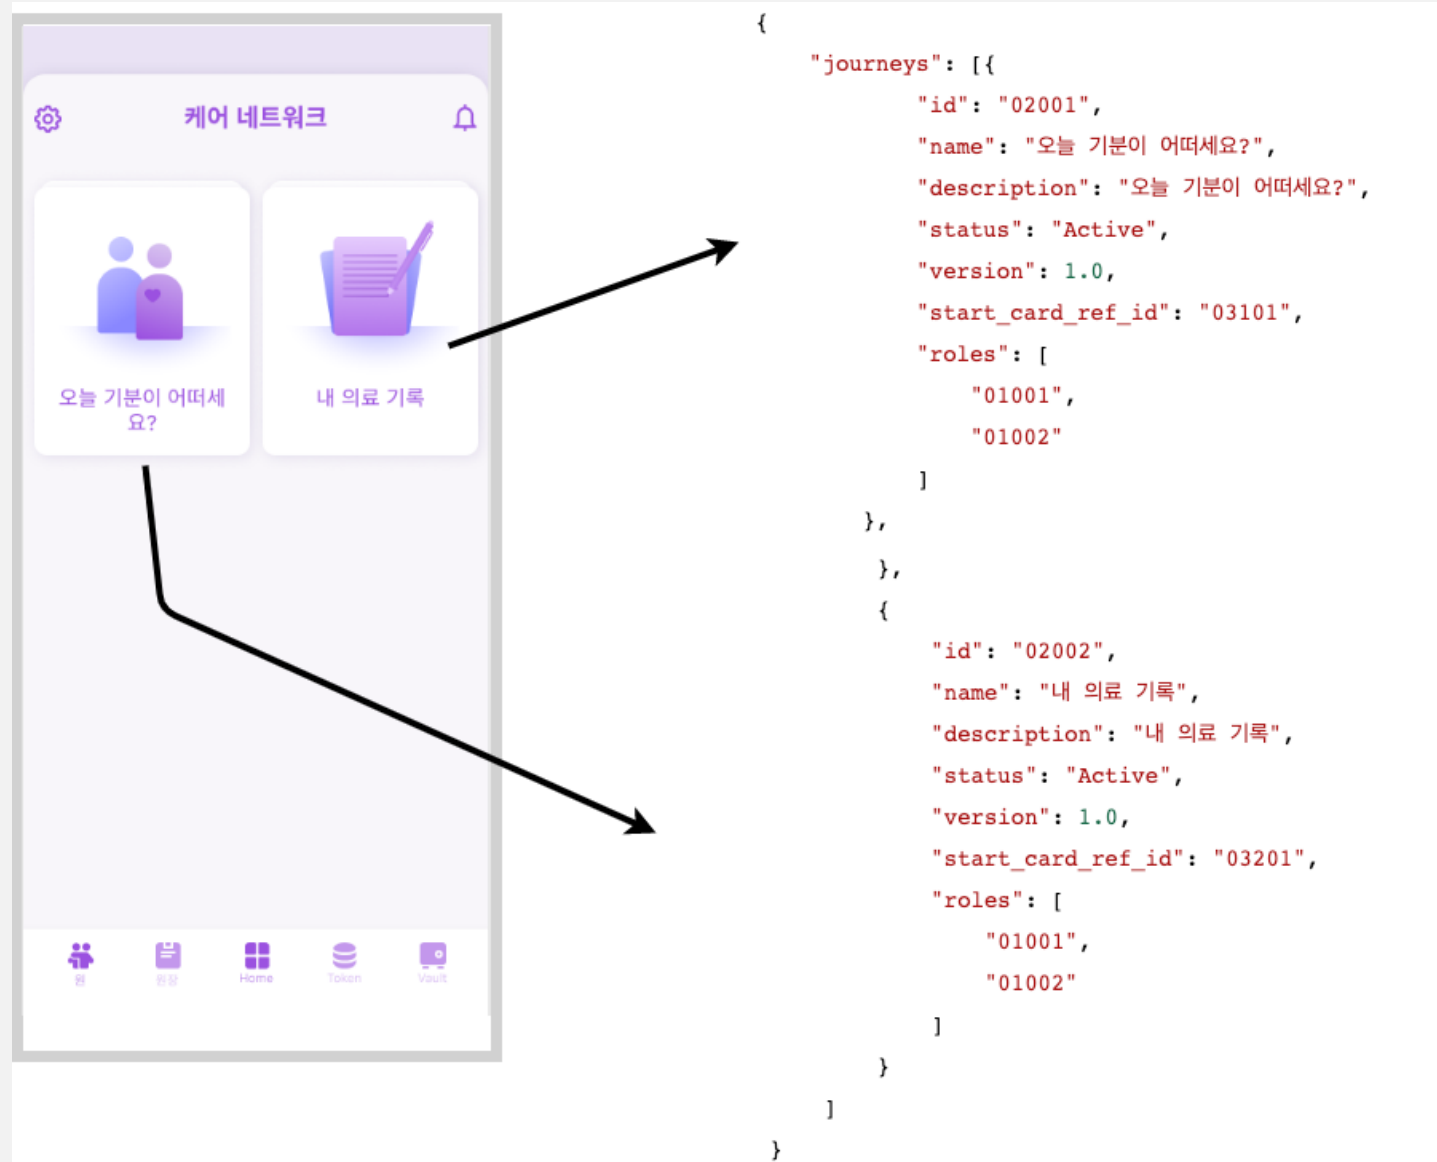 케어 네트워크
오늘 기분이 어떠세
요?
내 의료 기록
원
원장
Home
Token
Vault
{
"journeys": [{
"id": "02001",
"name": "오늘 기분이 어떠세요?",
"description": "오늘 기분이 어떠세요?",
"status": "Active",
"version": 1.0,
"start_card_ref_id": "03101",
"roles": [
"01001",
"01002"
]
},
},
{
"id": "02002",
"name": "내 의료 기록",
"description": "내 의료 기록",
"status": "Active",
"version": 1.0,
"start_card_ref_id": "03201",
"roles": [
"01001",
"01002"
]
}
]
}